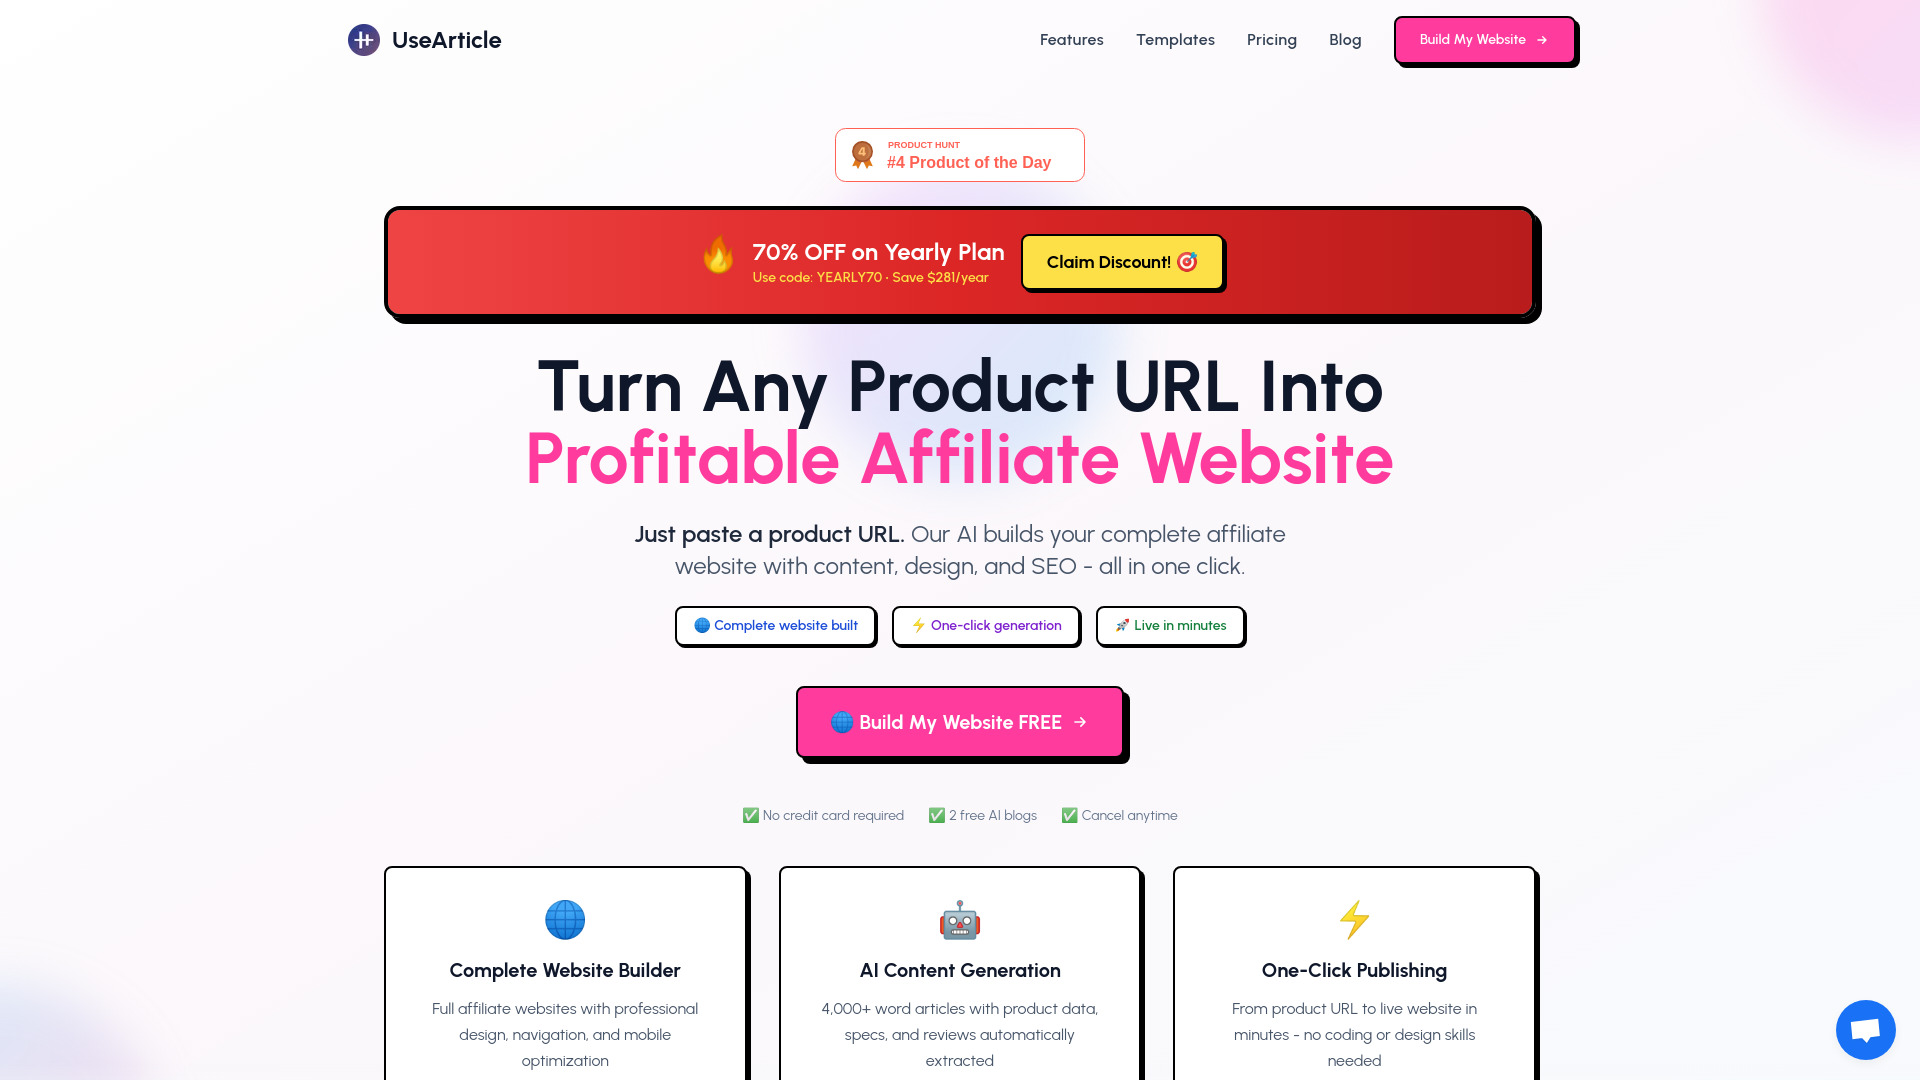 UseArticle
Features
Templates
Pricing
Blog
Build My Website →
4
PRODUCT HUNT
#4 Product of the Day
70% OFF on Yearly Plan
Use code: YEARLY70 • Save $281/year
Claim Discount! 🎯
Turn Any Product URL Into
Profitable Affiliate Website
Just paste a product URL. Our AI builds your complete affiliate
website with content, design, and SEO - all in one click.
🌐 Complete website built
⚡ One-click generation
🚀 Live in minutes
🌐 Build My Website FREE →
✅ No credit card required
✅ 2 free AI blogs
✅ Cancel anytime
Complete Website Builder
Full affiliate websites with professional
design, navigation, and mobile
optimization
AI Content Generation
4,000+ word articles with product data,
specs, and reviews automatically
extracted
One-Click Publishing
From product URL to live website in
minutes - no coding or design skills
needed